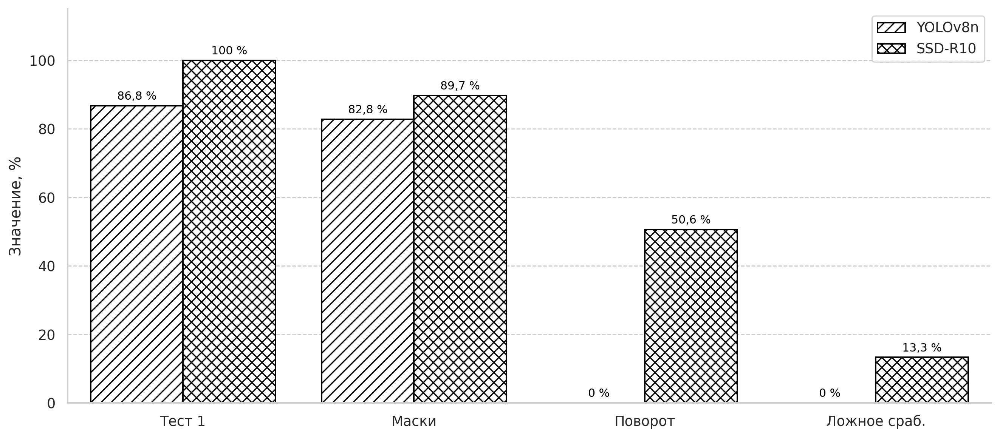 YOLOv8n
SSD-R10
Значение, %
100
80
60
40
20
0
86,8 %
100 %
82,8 %
89,7 %
0 %
50,6 %
0 %
13,3 %
Тест 1
Маски
Поворот
Ложное сраб.